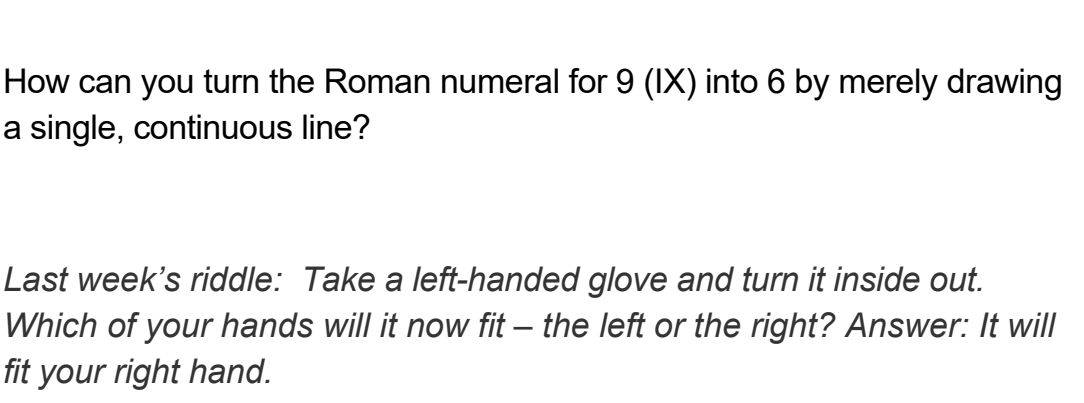 How can you turn the Roman numeral for 9 (IX) into 6 by merely drawing
a single, continuous line?
Last week’s riddle:  Take a left-handed glove and turn it inside out.
Which of your hands will it now fit – the left or the right? Answer: It will
fit your right hand.